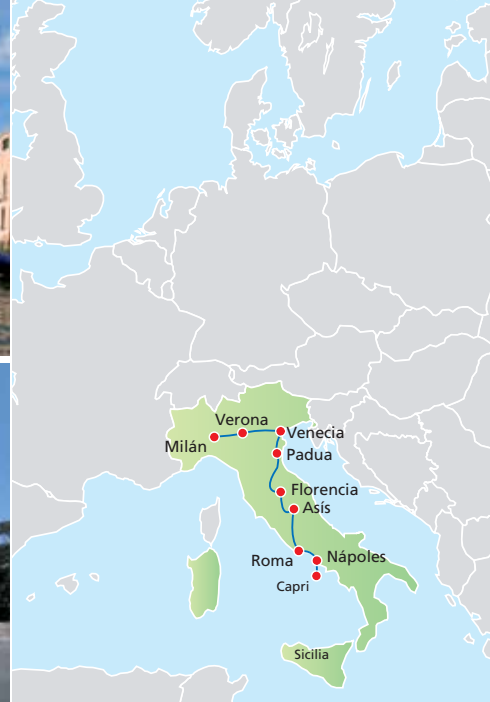 Verona
Venecia
Milán
Padua
Florencia
Asís
Roma
Nápoles
Capri
Sicilia